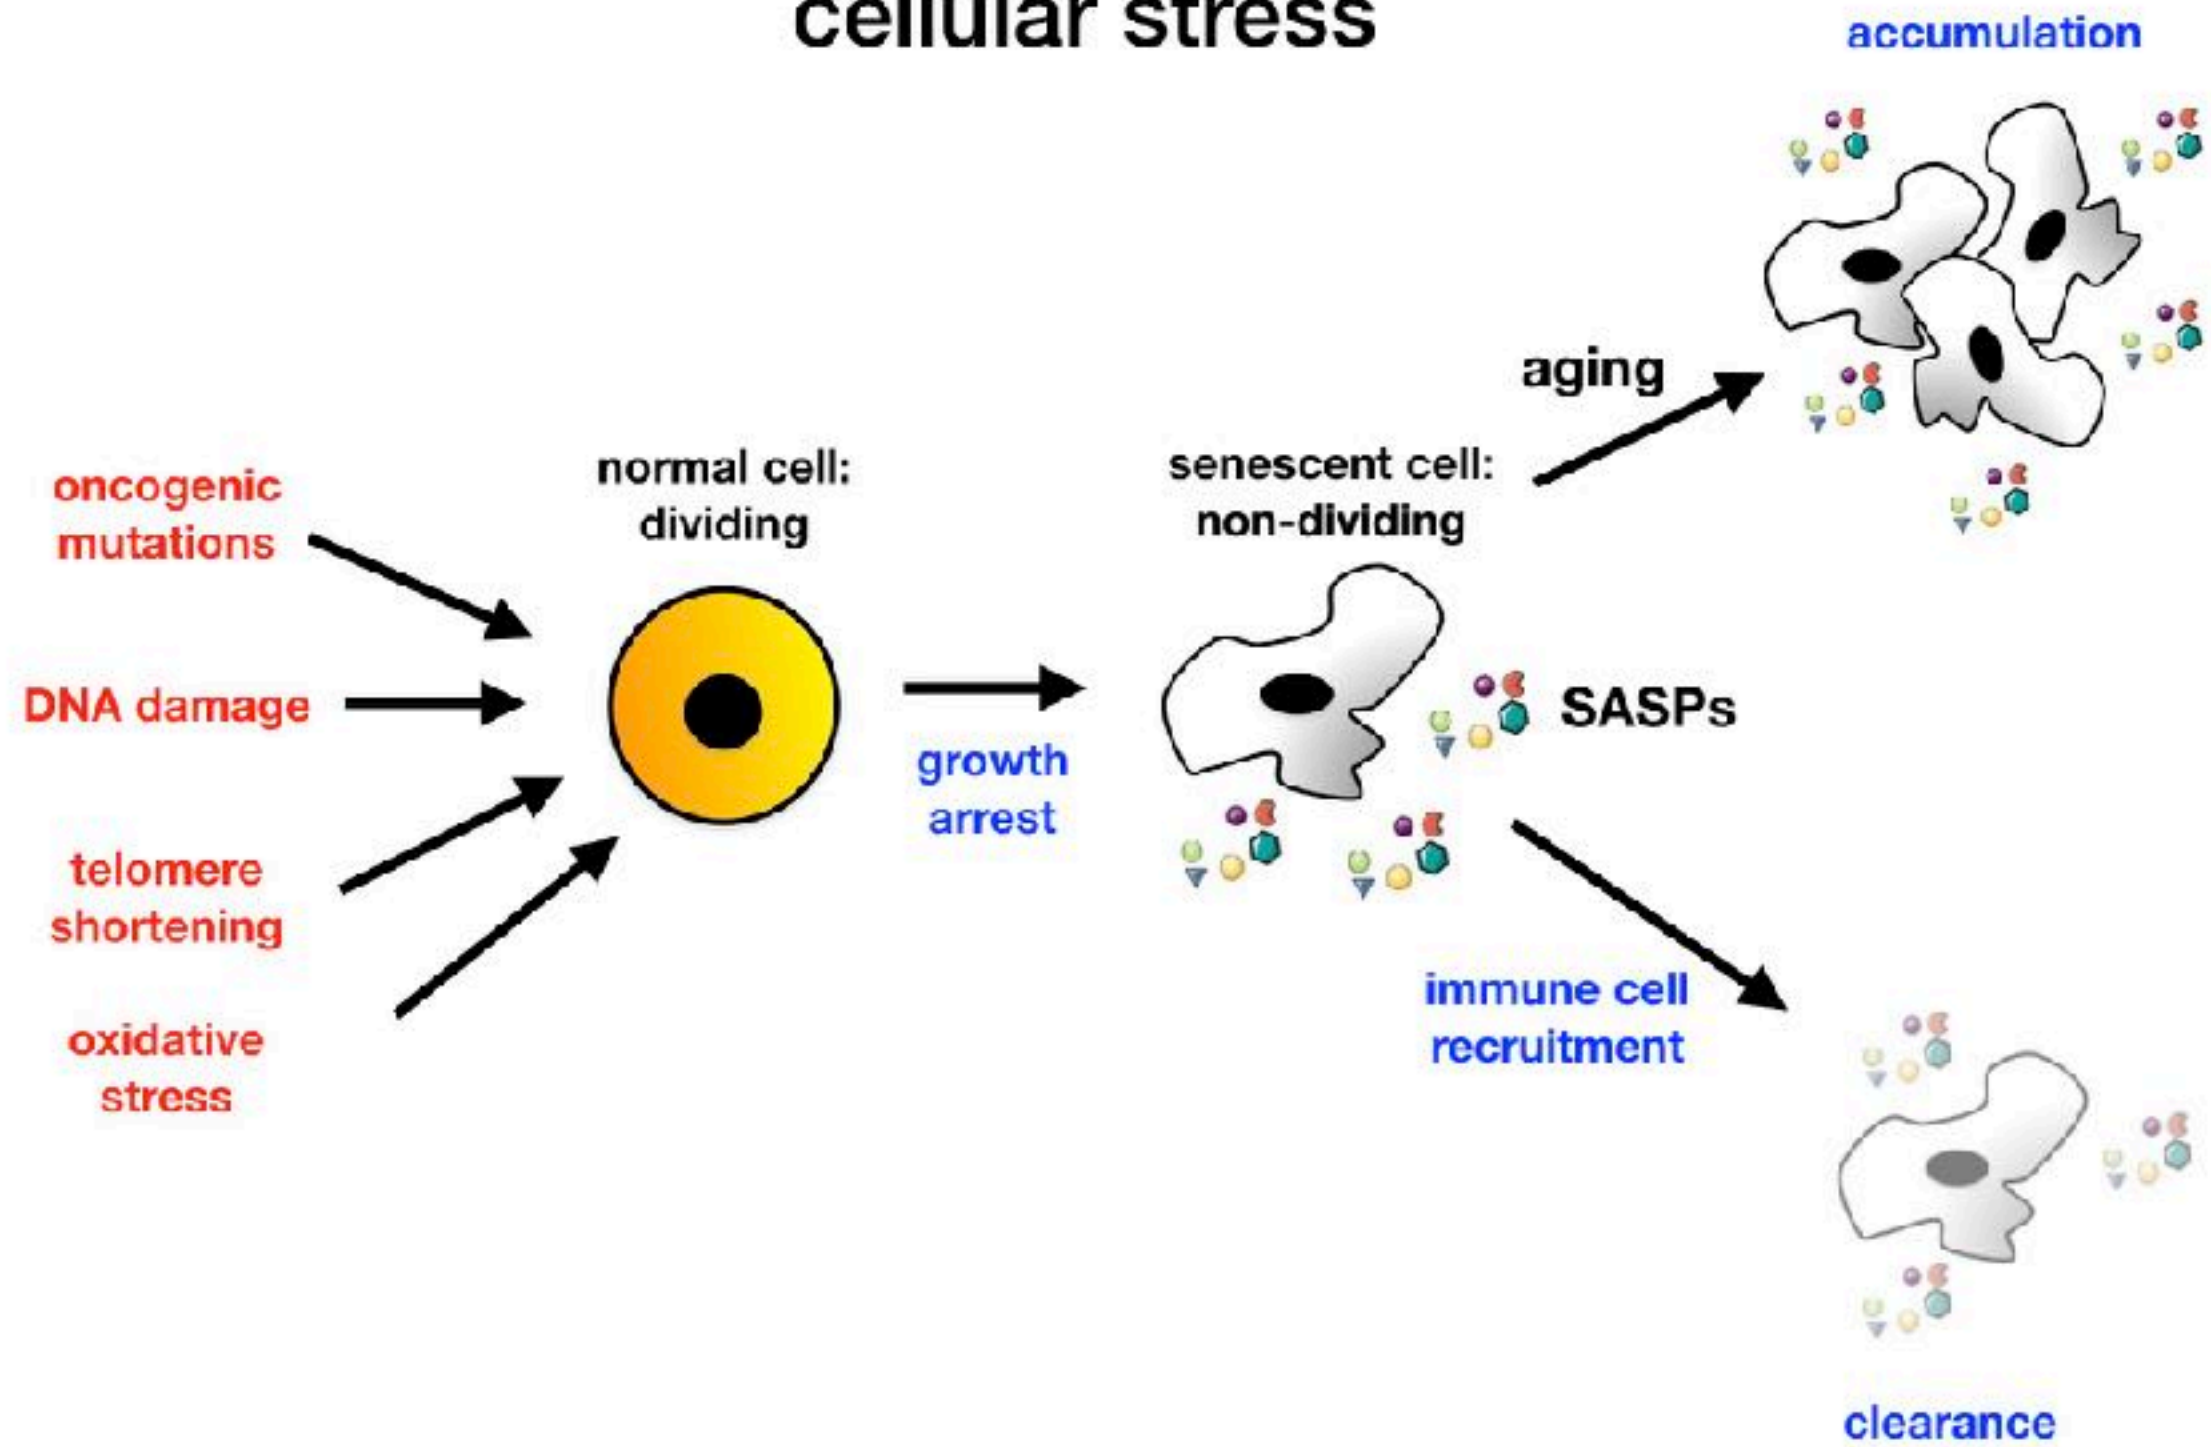 cellular stress
accumulation
aging
oncogenic
mutations
normal cell:
dividing
senescent cell:
non-dividing
DNA damage
SASPs
growth
arrest
telomere
shortening
immune cell
recruitment
oxidative
stress
clearance